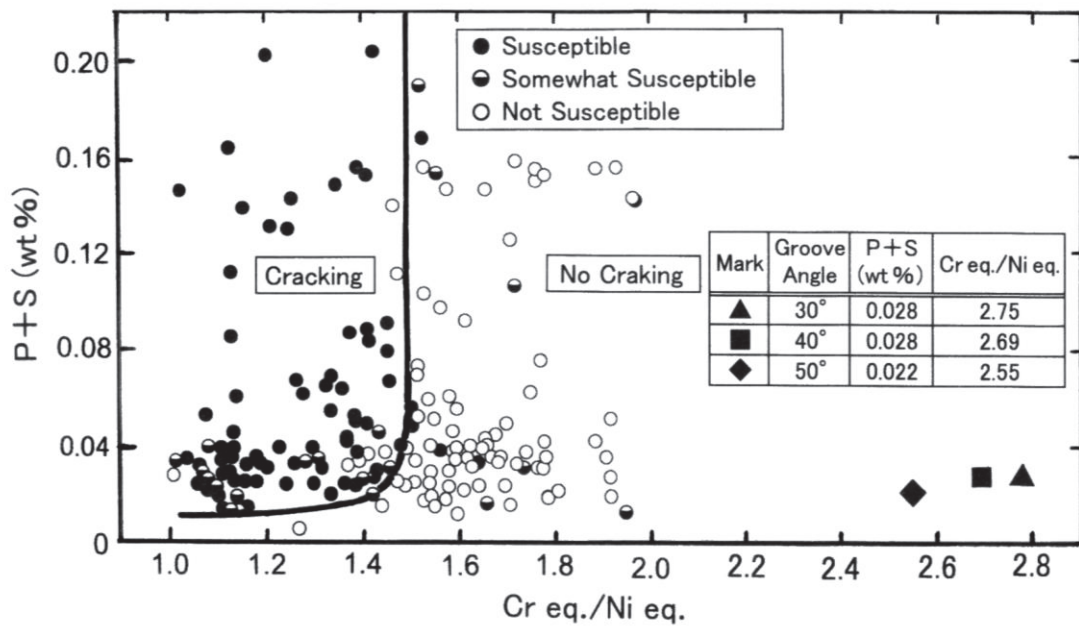 Susceptible
Somewhat Susceptible
Not Susceptible
0.20
0.16
0.12
0.08
0.04
0
P+S (wt%)
Cracking
No Craking
Mark Groove Angle P+S (wt%) Cr eq./Ni eq.
30° 0.028 2.75
40° 0.028 2.69
50° 0.022 2.55
1.0 1.2 1.4 1.6 1.8 2.0 2.2 2.4 2.6 2.8
Cr eq./Ni eq.